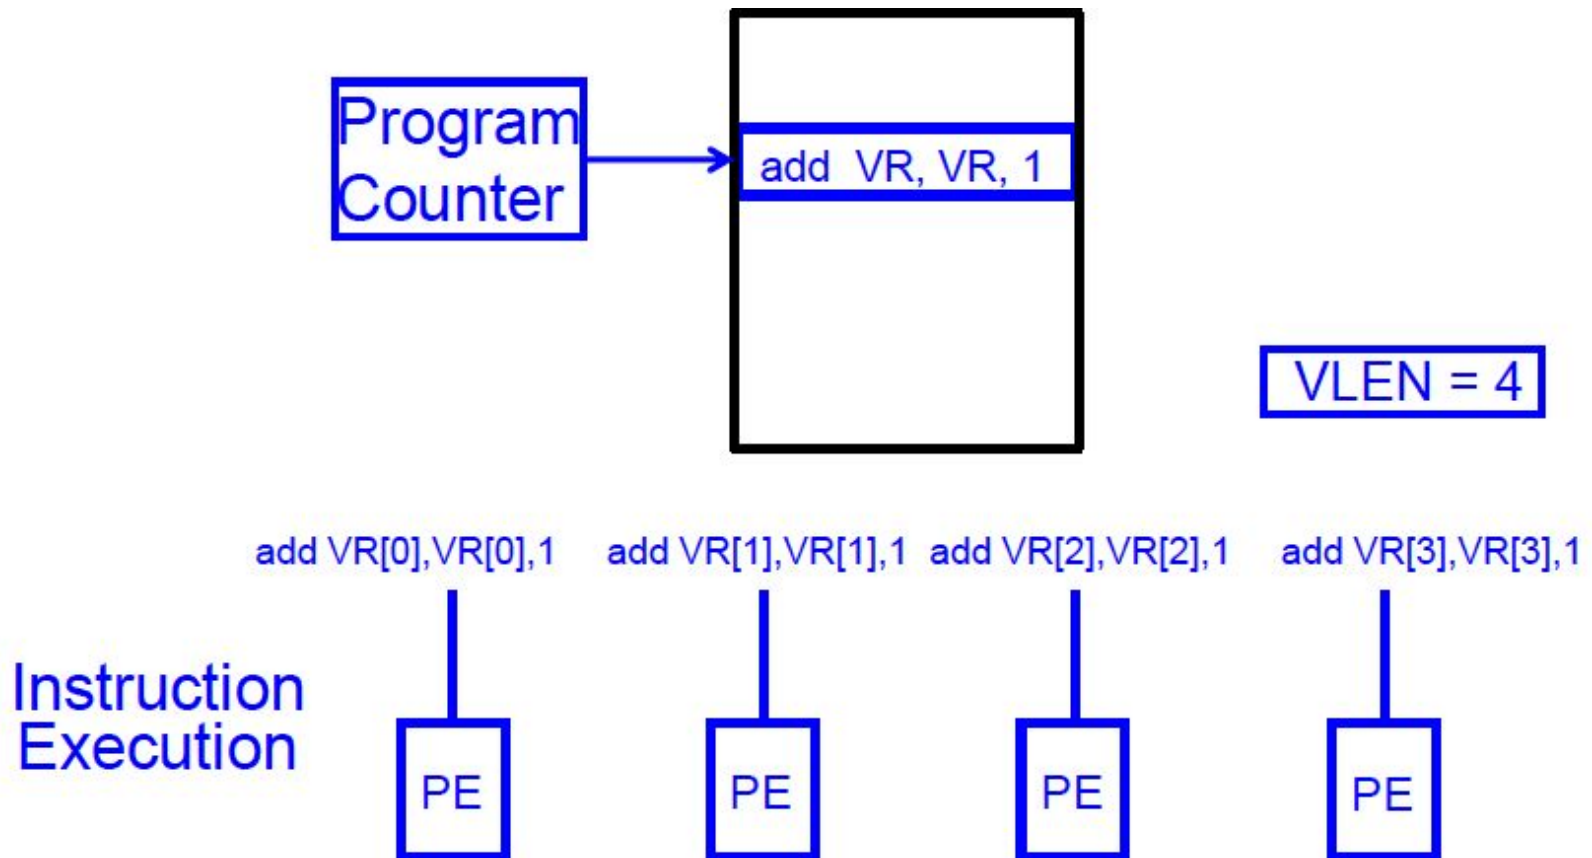 Program
Counter
add VR, VR, 1
VLEN = 4
add VR[0],VR[0],1
add VR[1],VR[1],1
add VR[2],VR[2],1
add VR[3],VR[3],1
Instruction
Execution
PE
PE
PE
PE